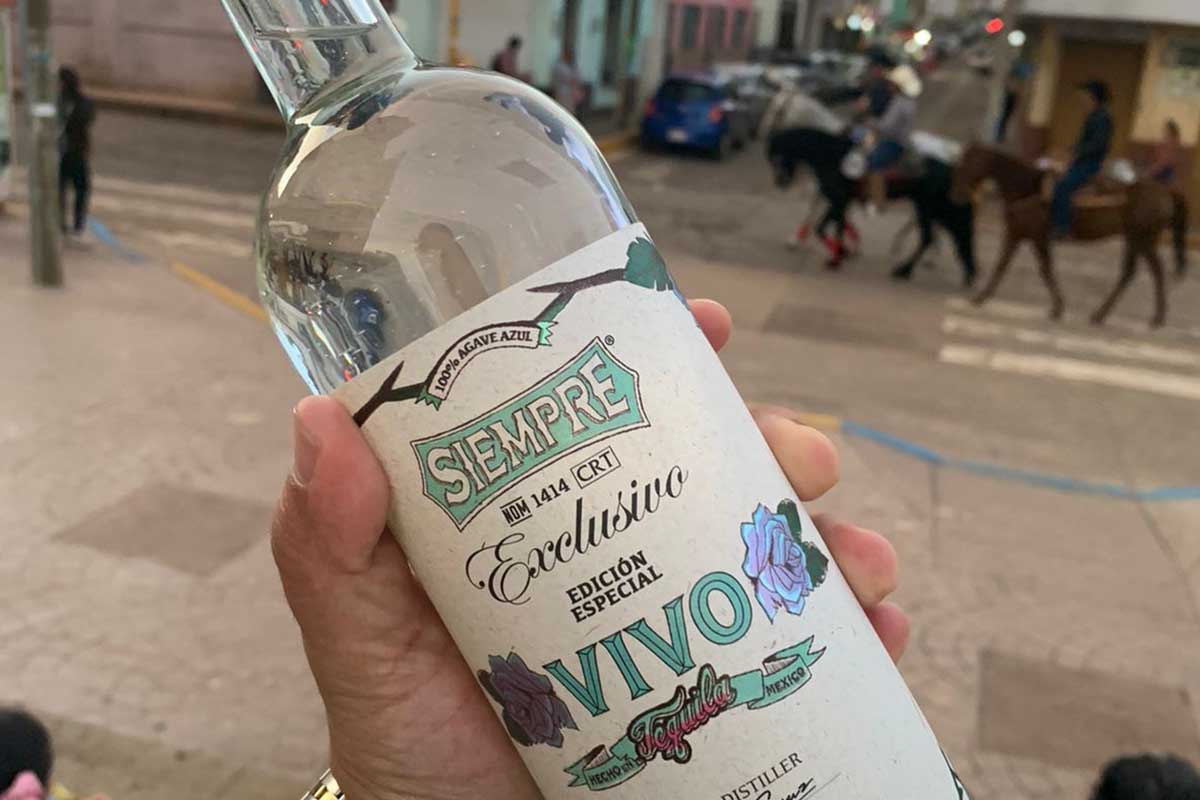 100% AGAVE AZUL
SIEMPRE®
NOM 1414 CRT
Exclusivo
EDICIÓN
ESPECIAL
VIVO
HECHO EN Tequila MEXICO
DISTILLER